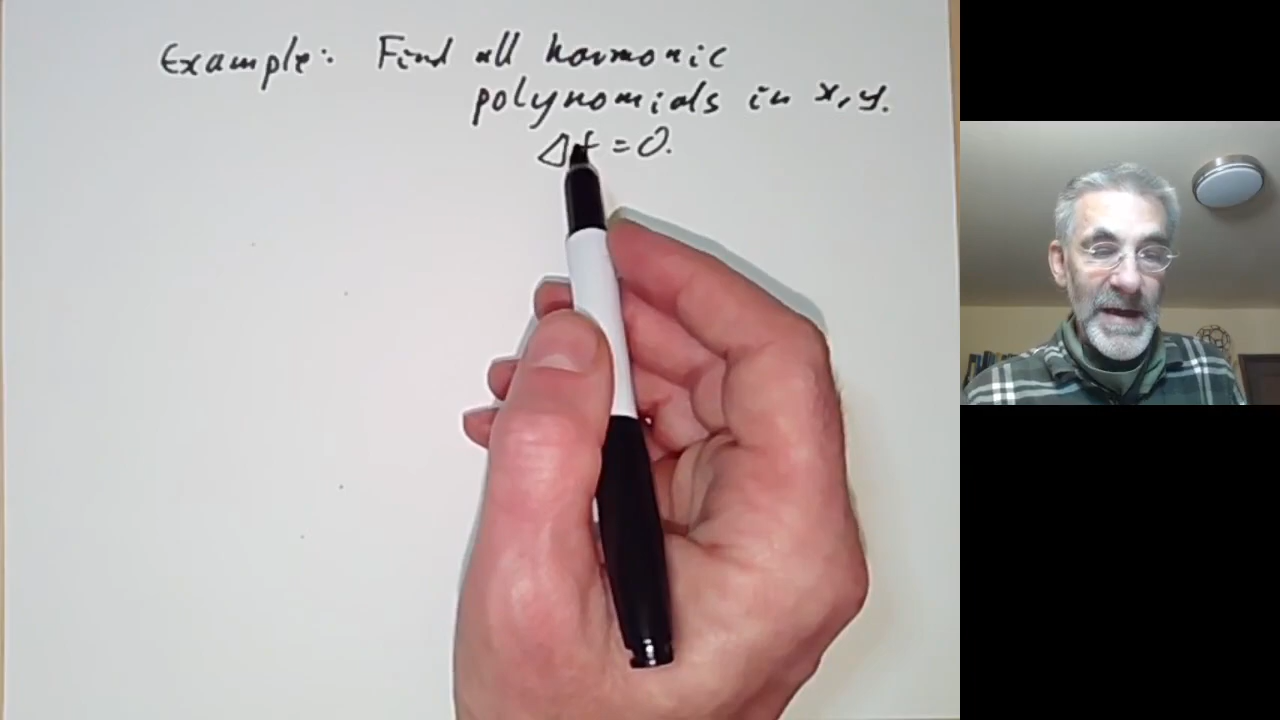 Example: Find all harmonic
polynomials in x, y.
Δf = 0.